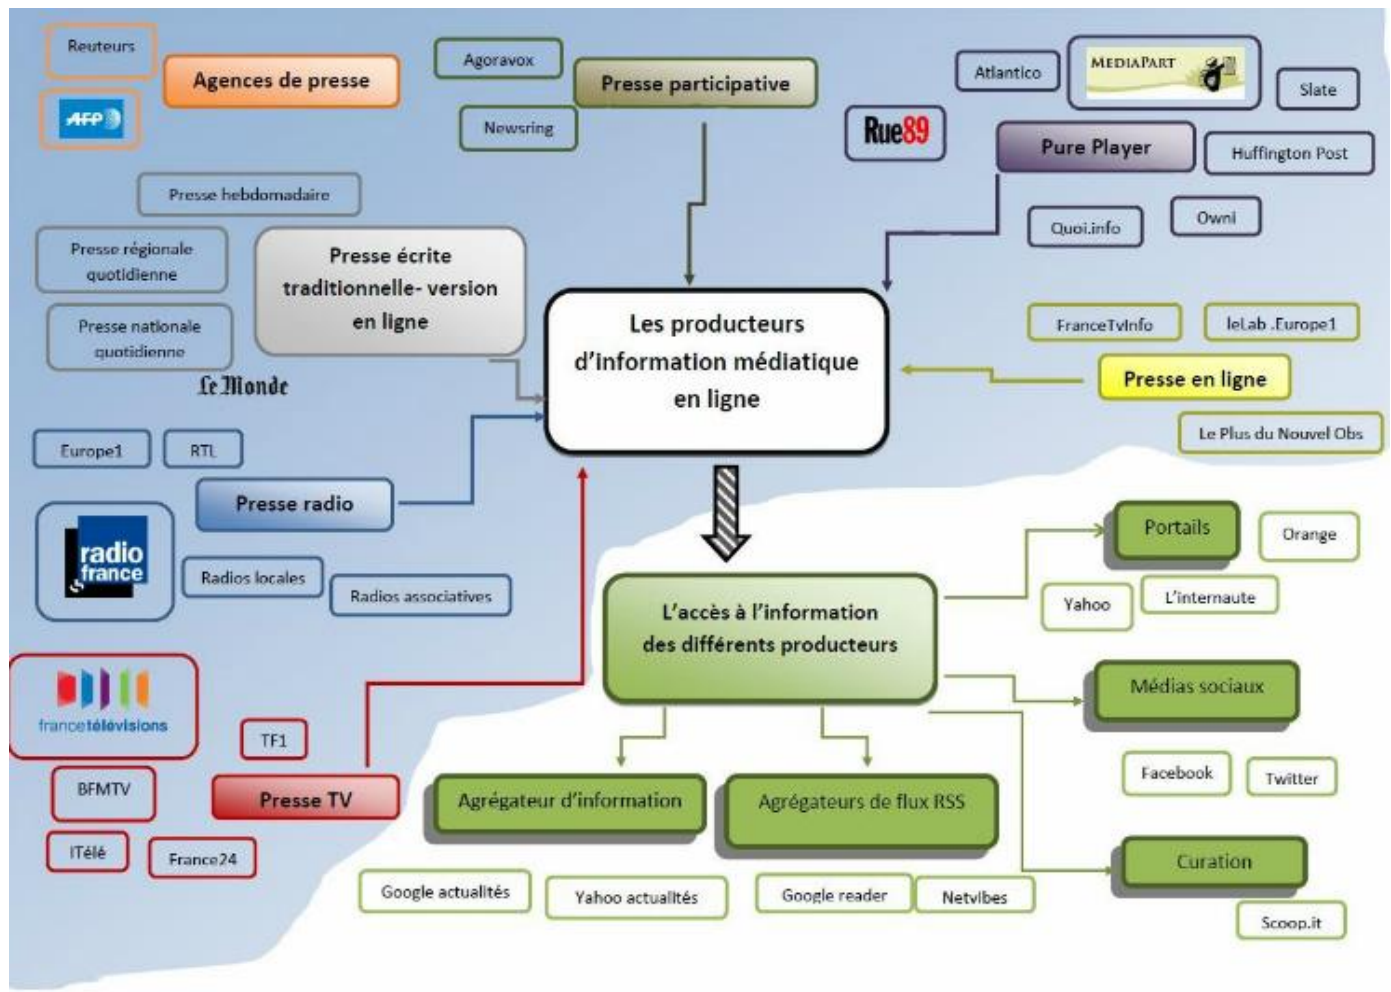 Reuteurs
Agences de presse
AFP
Agoravox
Presse participative
Newsring
Atlantico
MEDIAPART
Slate
Rue89
Pure Player
Huffington Post
Quoi.info
Owni
Presse hebdomadaire
Presse régionale
quotidienne
Presse nationale
quotidienne
Presse écrite
traditionnelle- version
en ligne
Le Monde
Les producteurs
d'information médiatique
en ligne
FranceTvInfo
leLab .Europe1
Presse en ligne
Le Plus du Nouvel Obs
Europe1
RTL
Presse radio
radio
france
Radios locales
Radios associatives
francetélévisions
TF1
BFMTV
Presse TV
ITélé
France24
L'accès à l'information
des différents producteurs
Portails
Orange
Yahoo
L'internaute
Médias sociaux
Facebook
Twitter
Agrégateur d'information
Agrégateurs de flux RSS
Curation
Google actualités
Yahoo actualités
Google reader
Netvibes
Scoop.it